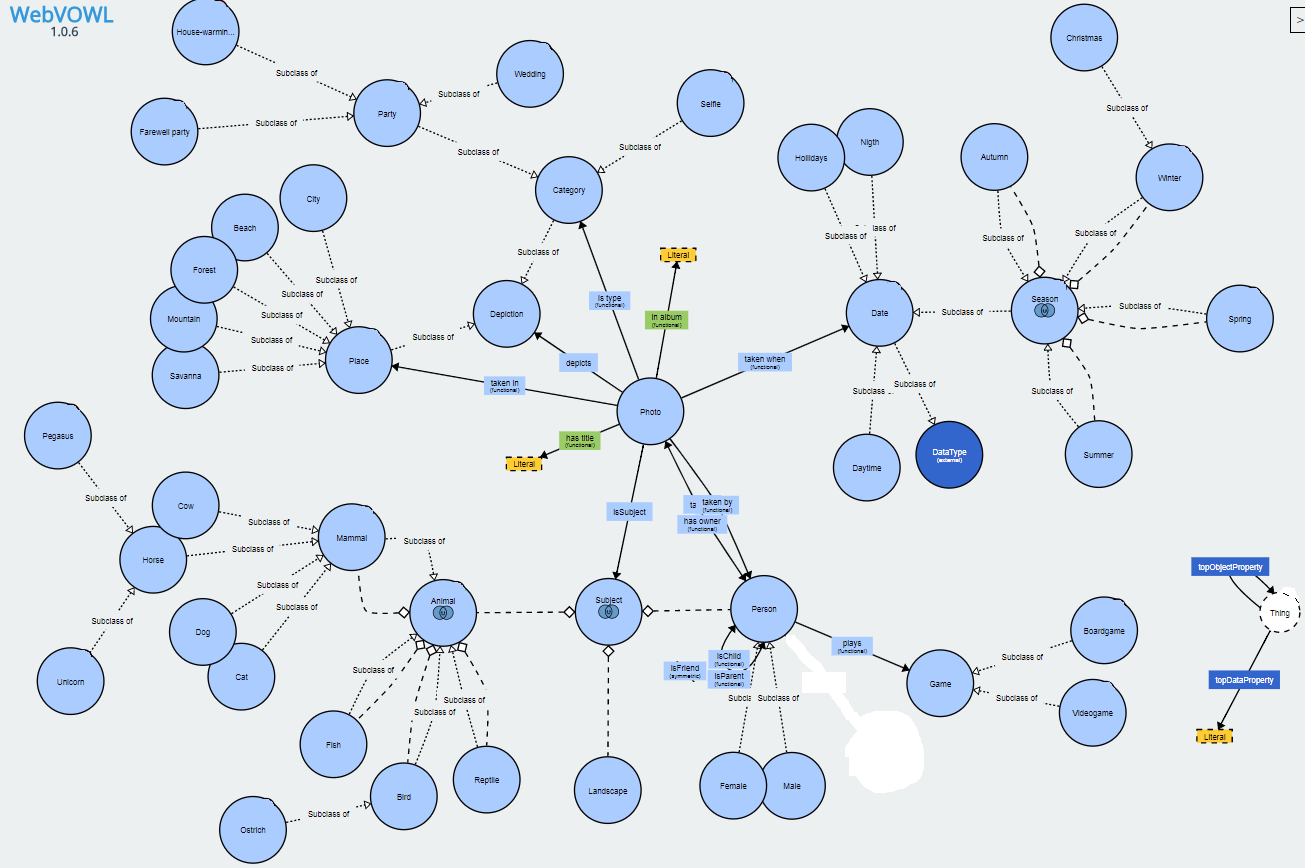 WebVOWL
1.0.6
>
House-warmin...
Subclass of
Wedding
Subclass of
Party
Farewell party
Subclass of
Subclass of
Selfie
Subclass of
Category
Christmas
Subclass of
Holiidays
Nigth
Autumn
Winter
Subclass of
lass of
Subclass of
Subclass of
City
Beach
Forest
Mountain
Savanna
Subclass of
Subclass of
Subclass of
Subclass of
Subclass of
Place
Subclass of
Subclass of
Depiction
is type
(functional)
Literal
in album
(functional)
depicts
taken in
(functional)
taken when
(functional)
Date
Subclass of
Season
Subclass of
Spring
Subclass of
Subclass of
Subclass of
Photo
has title
(functional)
Literal
Daytime
DataType
(external)
Summer
Pegasus
Subclass of
Cow
Subclass of
Mammal
Subclass of
Horse
Subclass of
Subclass of
Subclass of
Subclass of
Dog
Cat
Unicorn
isSubject
ta
taken by
(functional)
has owner
(functional)
Animal
Subject
Person
plays
(functional)
isFriend
(symmetric)
isChild
(functional)
isParent
(functional)
Game
Subclass of
Boardgame
Subclass of
Videogame
topObjectProperty
Thing
topDataProperty
Literal
Subclass of
Subclass of
Subclass of
Subcla
Subclass of
Fish
Bird
Reptile
Landscape
Female
Male
Ostrich
Subclass of